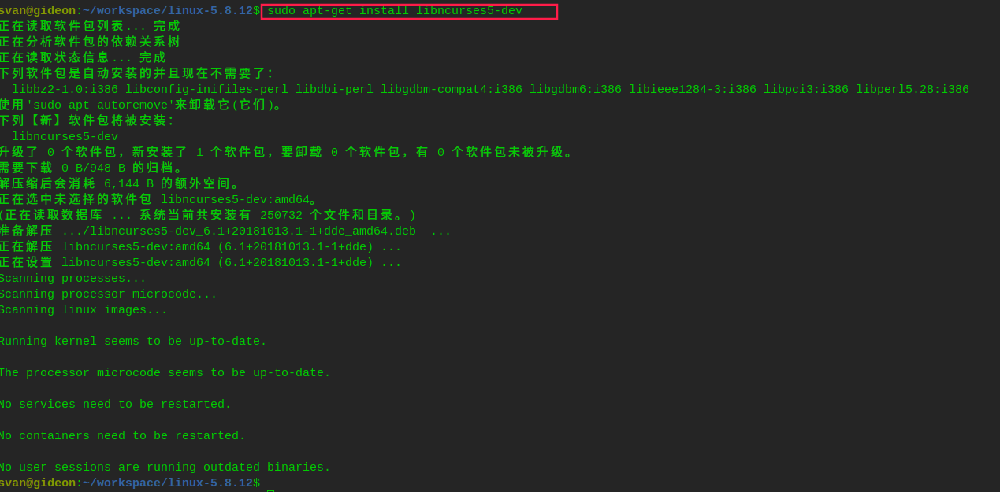 svan@gideon:~/workspace/linux-5.8.12$ sudo apt-get install libncurses5-dev
正在读取软件包列表... 完成
正在分析软件包的依赖关系树
正在读取状态信息... 完成
下列软件包是自动安装的并且现在不需要了：
  libbz2-1.0:i386 libconfig-inifiles-perl libdbi-perl libgdbm-compat4:i386 libgdbm6:i386 libieee1284-3:i386 libpci3:i386 libperl5.28:i386
使用'sudo apt autoremove'来卸载它(它们)。
下列【新】软件包将被安装：
  libncurses5-dev
升级了 0 个软件包，新安装了 1 个软件包，要卸载 0 个软件包，有 0 个软件包未被升级。
需要下载 0 B/948 B 的归档。
解压缩后会消耗 6,144 B 的额外空间。
正在选中未选择的软件包 libncurses5-dev:amd64。
(正在读取数据库 ... 系统当前共安装有 250732 个文件和目录。)
准备解压 .../libncurses5-dev_6.1+20181013.1-1+dde_amd64.deb  ...
正在解压 libncurses5-dev:amd64 (6.1+20181013.1-1+dde) ...
正在设置 libncurses5-dev:amd64 (6.1+20181013.1-1+dde) ...
Scanning processes...
Scanning processor microcode...
Scanning linux images...
Running kernel seems to be up-to-date.
The processor microcode seems to be up-to-date.
No services need to be restarted.
No containers need to be restarted.
No user sessions are running outdated binaries.
svan@gideon:~/workspace/linux-5.8.12$